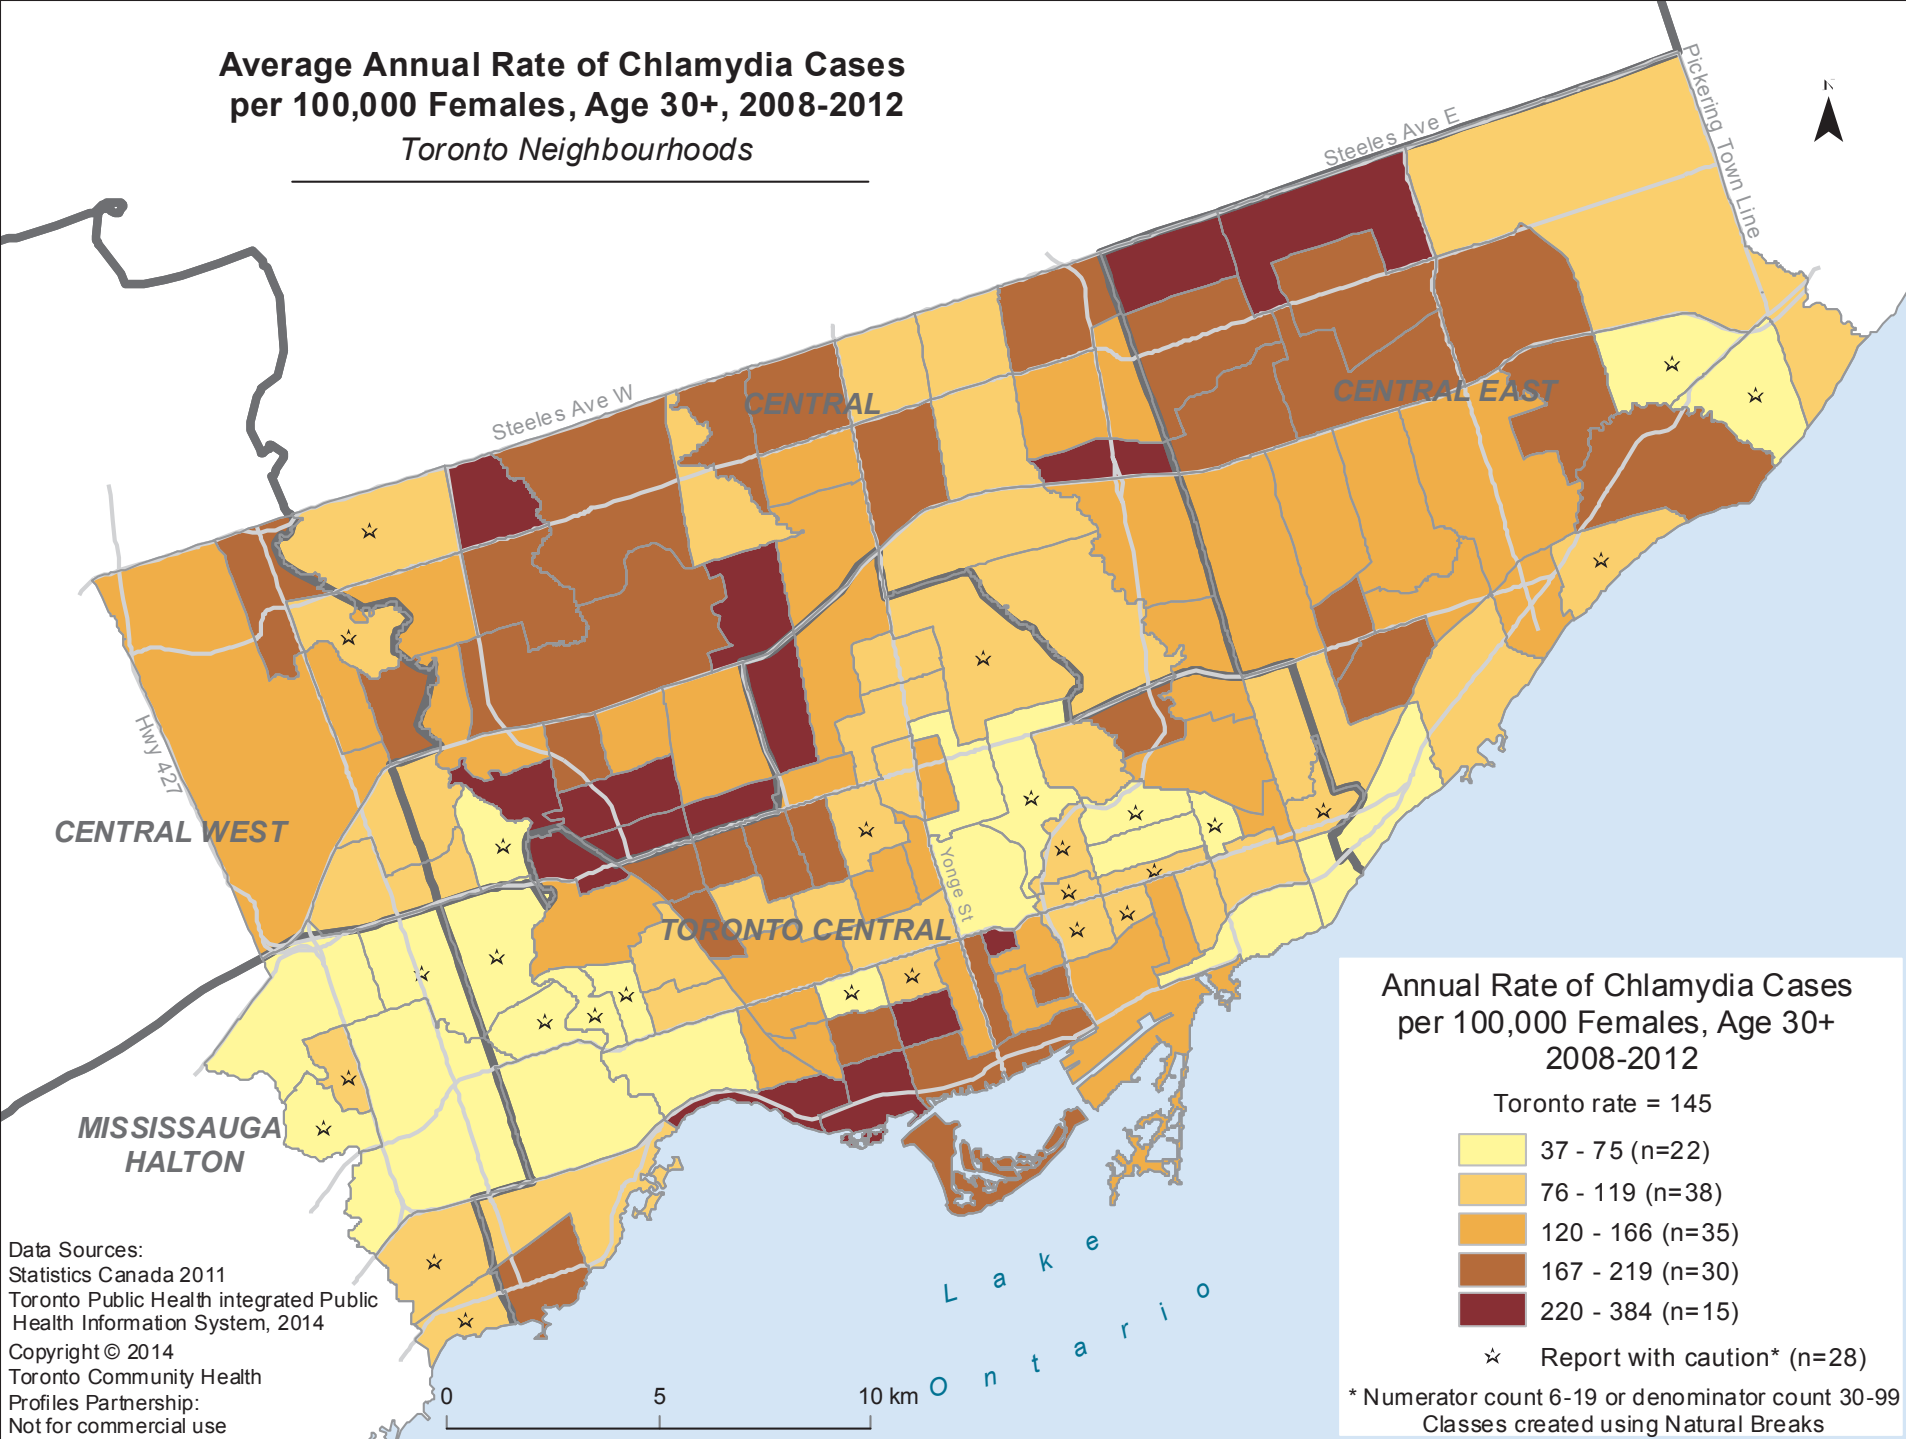 Average Annual Rate of Chlamydia Cases
per 100,000 Females, Age 30+, 2008-2012
Toronto Neighbourhoods
N
Pickering Town Line
Steeles Ave E
Steeles Ave W
CENTRAL
CENTRAL EAST
Hwy 427
CENTRAL WEST
Yonge St
TORONTO CENTRAL
MISSISSAUGA
HALTON
Lake
Ontario
Annual Rate of Chlamydia Cases
per 100,000 Females, Age 30+
2008-2012
Toronto rate = 145
37 - 75 (n=22)
76 - 119 (n=38)
120 - 166 (n=35)
167 - 219 (n=30)
220 - 384 (n=15)
Report with caution* (n=28)
* Numerator count 6-19 or denominator count 30-99
Classes created using Natural Breaks
Data Sources:
Statistics Canada 2011
Toronto Public Health integrated Public
Health Information System, 2014
Copyright © 2014
Toronto Community Health
Profiles Partnership:
Not for commercial use
0 5 10 km